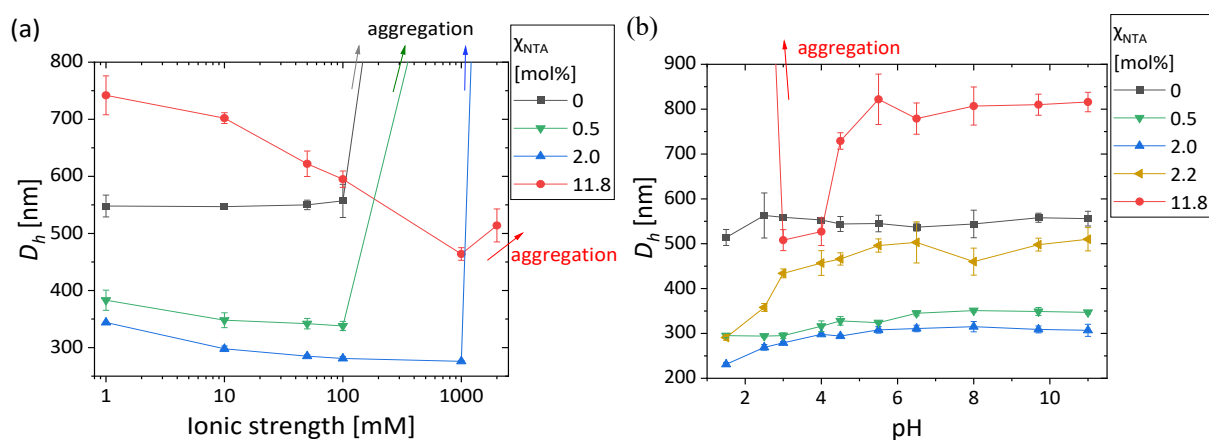 (a)
aggregation
χNTA
[mol%]
0
0.5
2.0
11.8
800
700
600
500
400
300
Dh [nm]
aggregation
1
10
100
1000
Ionic strength [mM]
(b)
aggregation
χNTA
[mol%]
0
0.5
2.0
2.2
11.8
900
800
700
600
500
400
300
200
Dh [nm]
2
4
6
8
10
pH